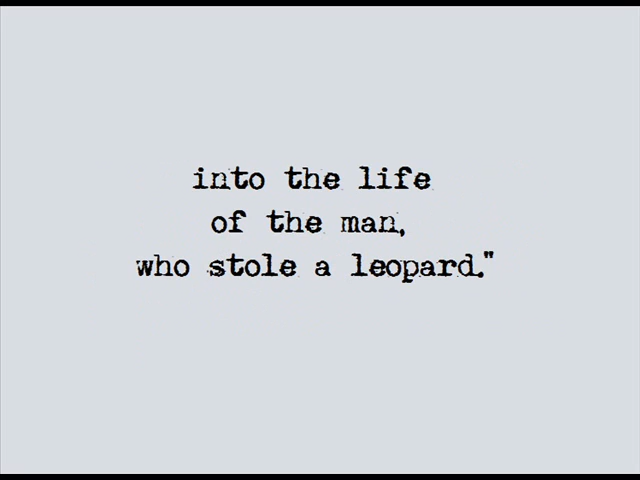 into the life
of the man,
who stole a leopard."